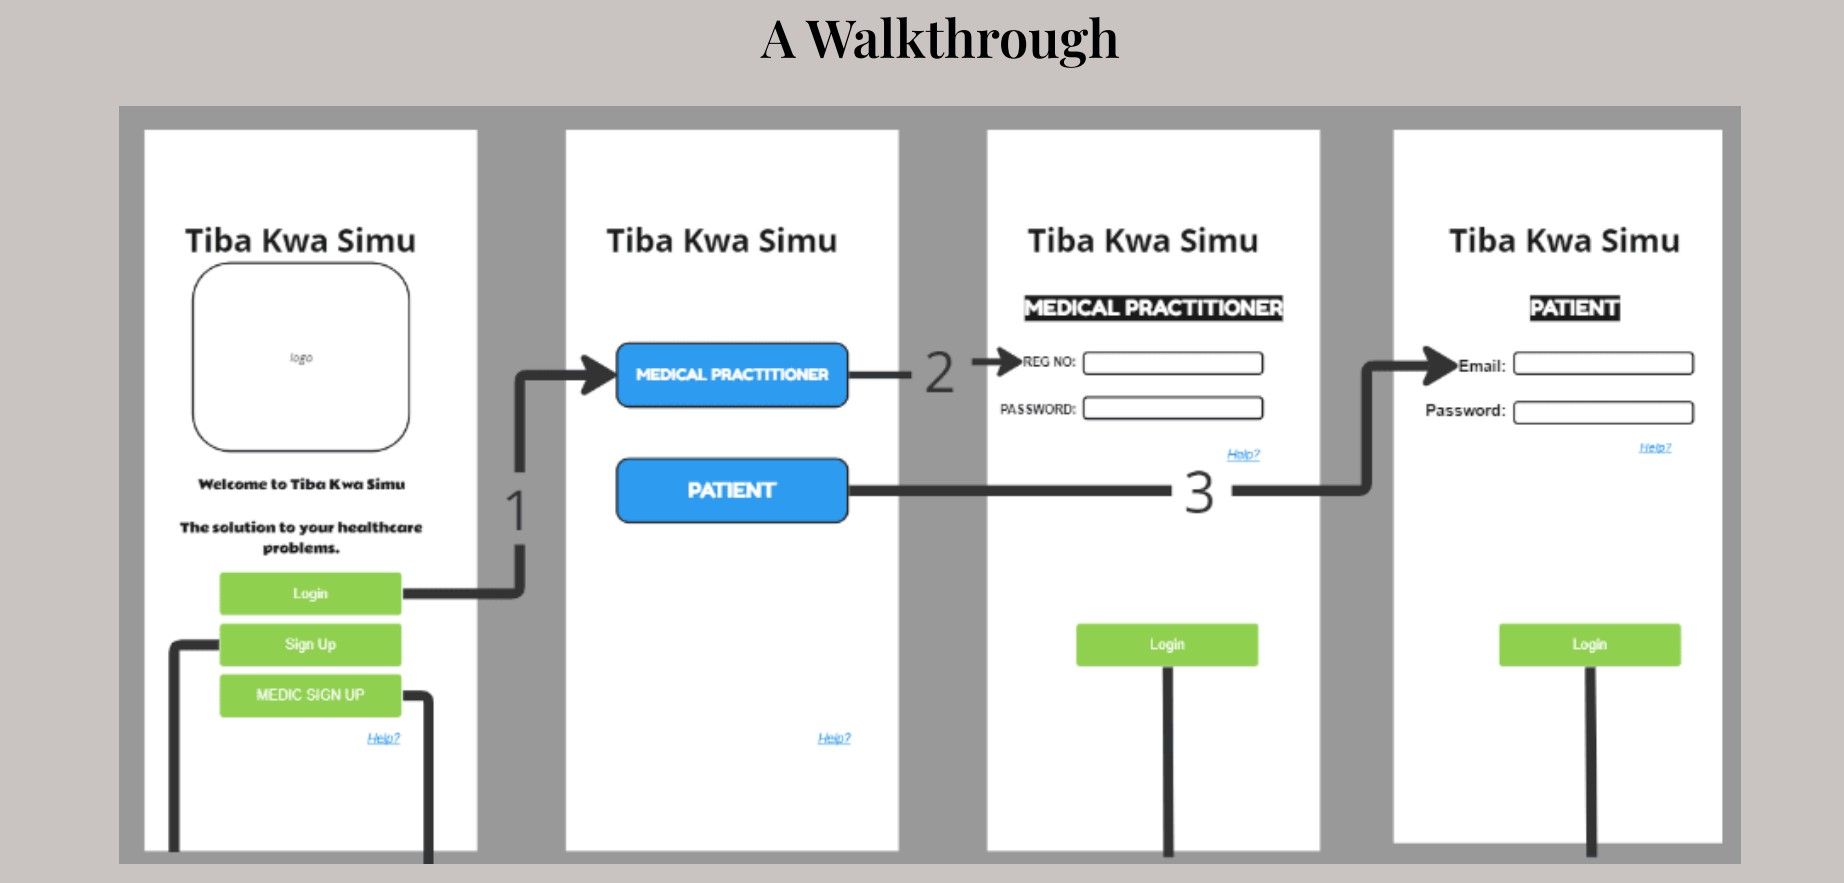 A Walkthrough
Tiba Kwa Simu
logo
Welcome to Tiba Kwa Simu
The solution to your healthcare
problems.
Login
Sign Up
MEDIC SIGN UP
Help?
1
Tiba Kwa Simu
MEDICAL PRACTITIONER
PATIENT
Help?
2
Tiba Kwa Simu
MEDICAL PRACTITIONER
REG NO:
PASSWORD:
Help?
3
Login
Tiba Kwa Simu
PATIENT
Email:
Password:
Help?
Login